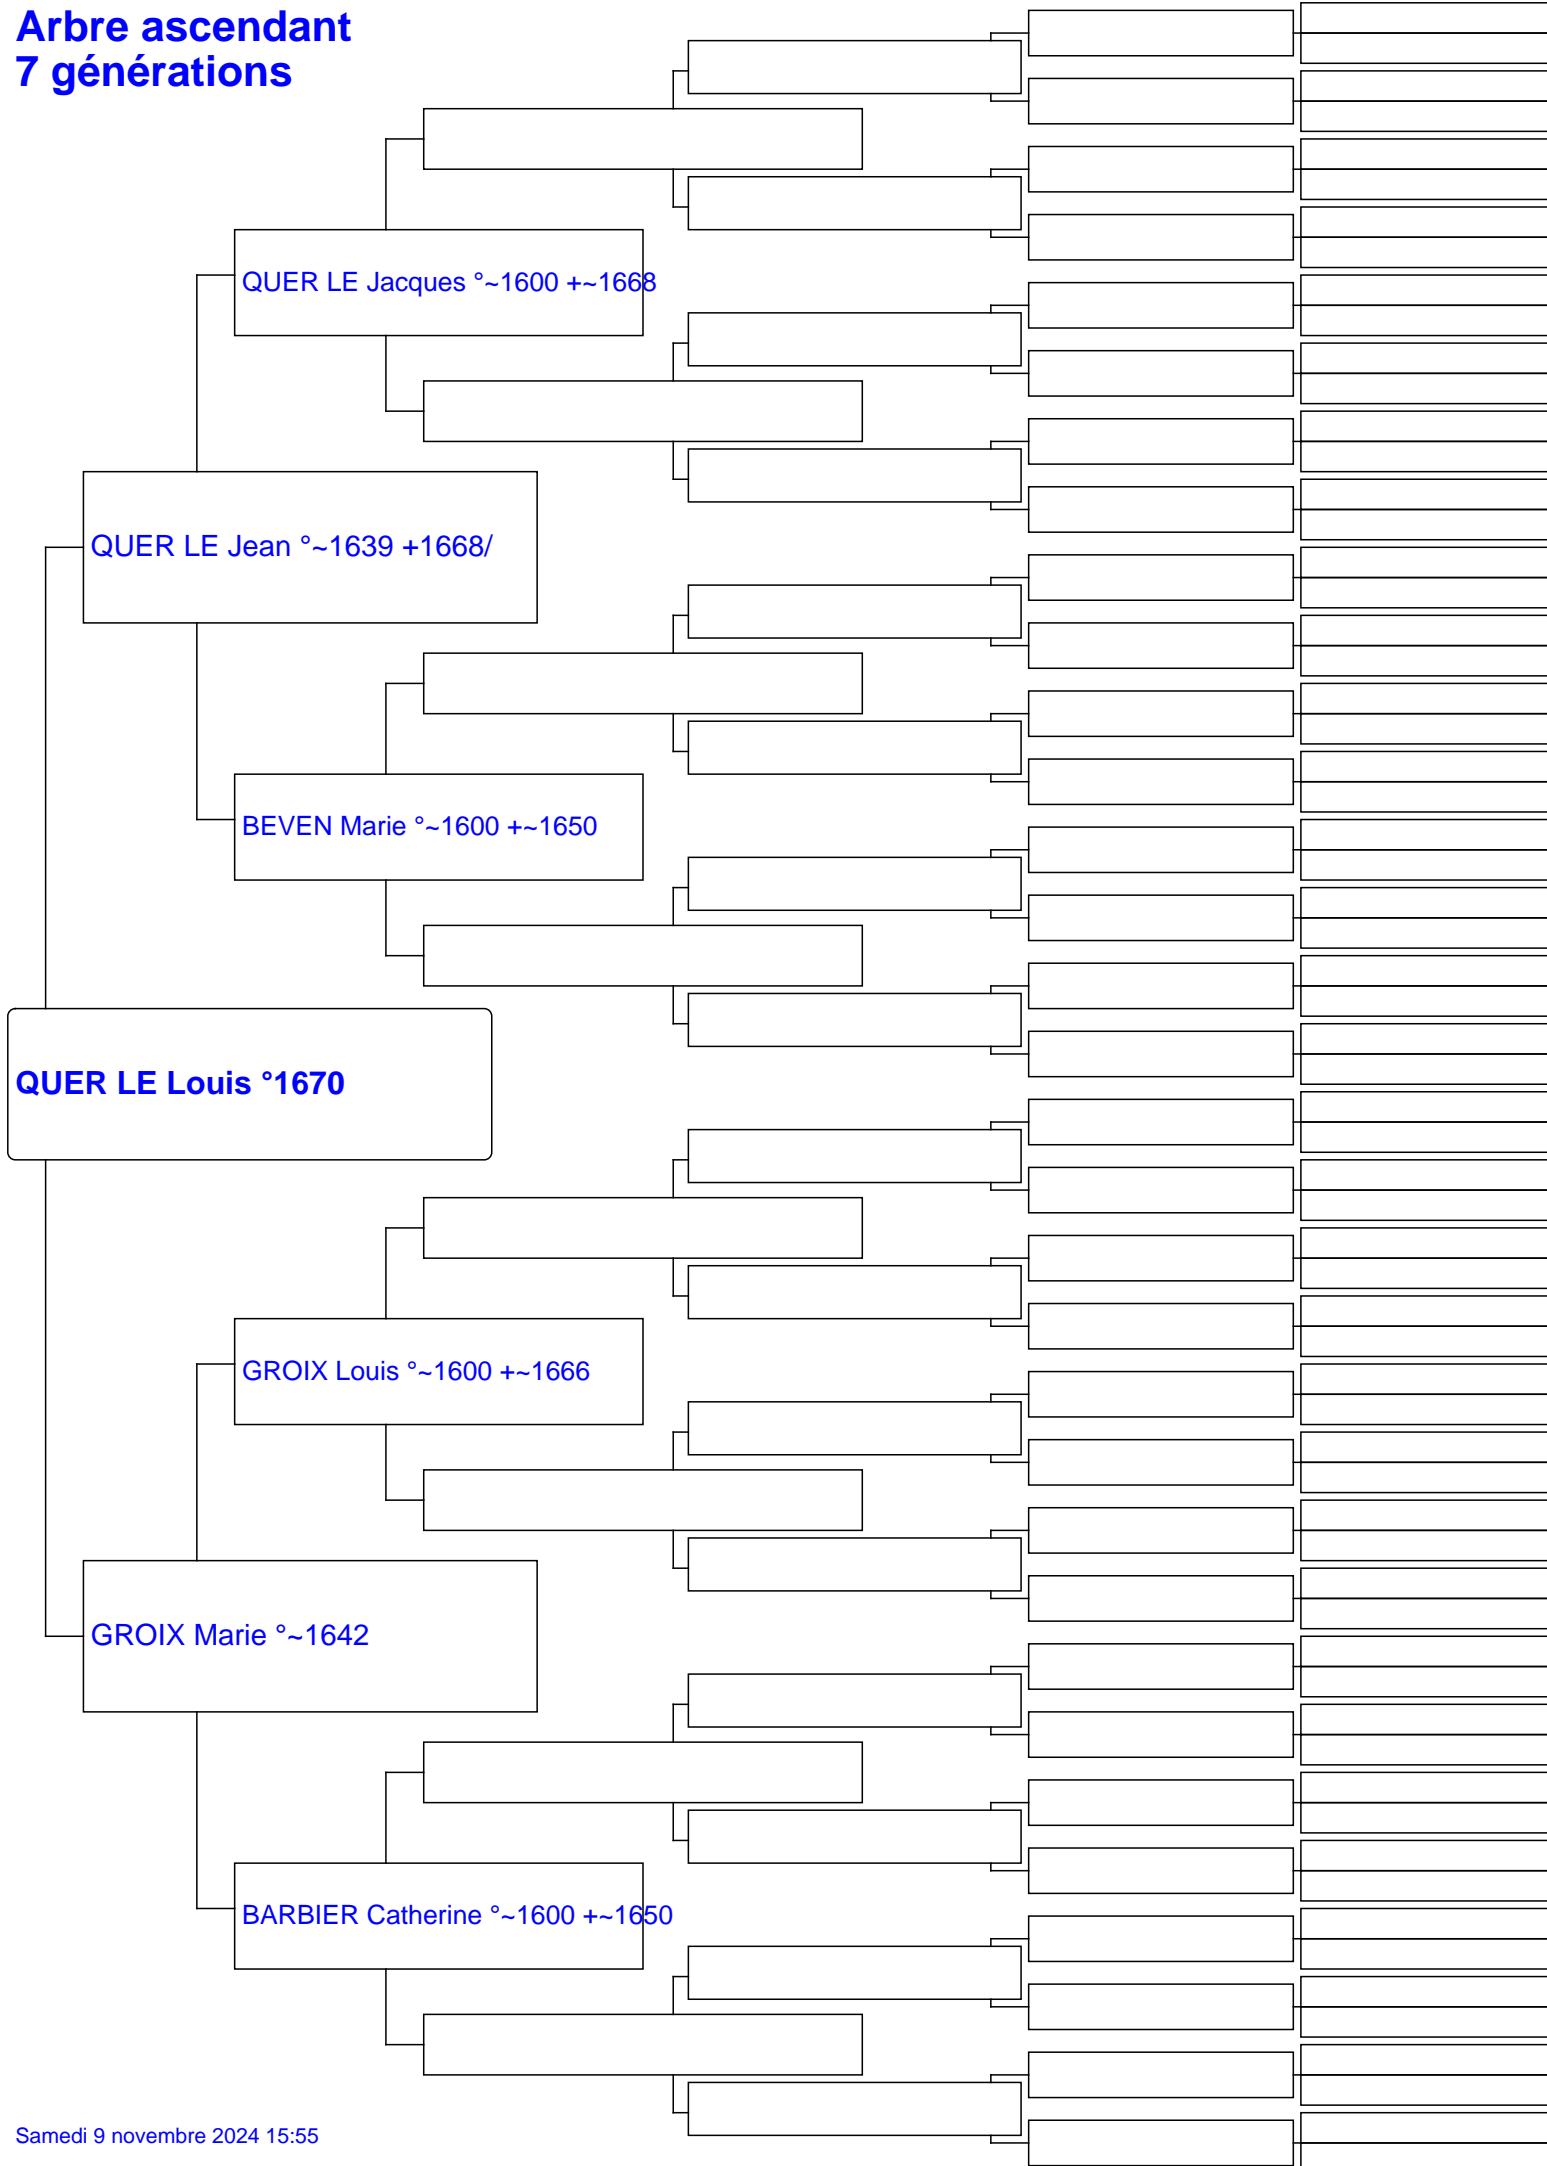 Arbre ascendant
7 générations
QUER LE Jacques °~1600 +~1668
QUER LE Jean °~1639 +1668/
BEVEN Marie °~1600 +~1650
QUER LE Louis °1670
GROIX Louis °~1600 +~1666
GROIX Marie °~1642
BARBIER Catherine °~1600 +~1650
Samedi 9 novembre 2024 15:55